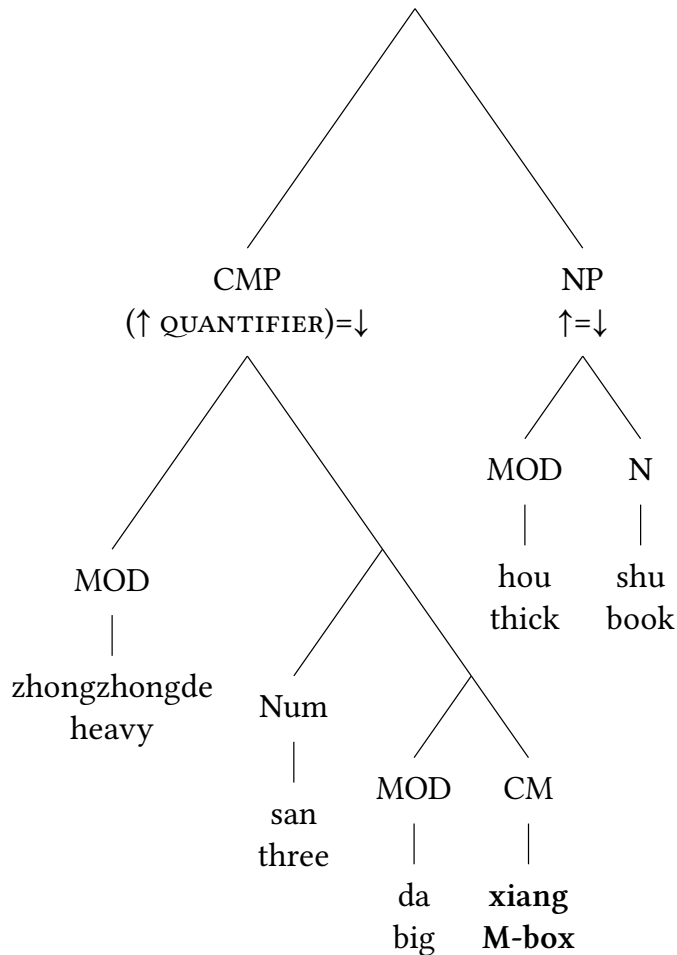 CMP NP
(↑ QUANTIFIER)=↓ ↑=↓
MOD N
hou shu
thick book
MOD
zhongzhongde
heavy
Num
san
three
MOD CM
da xiang
big M-box